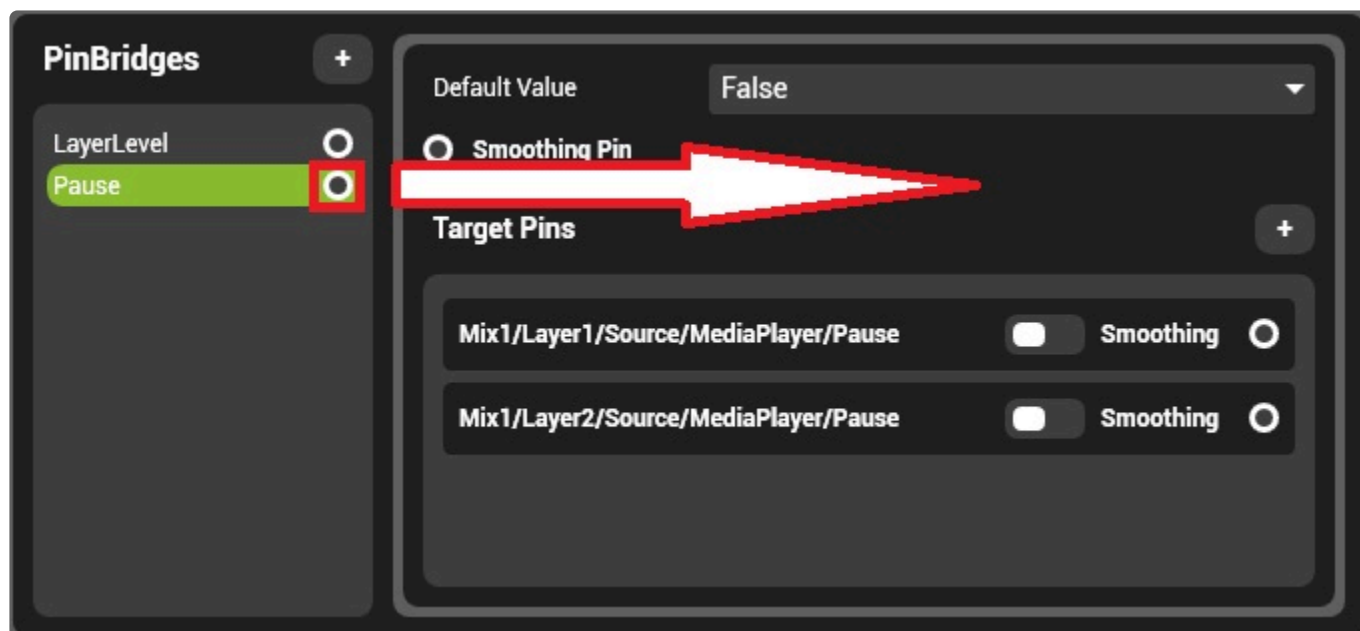 PinBridges +
LayerLevel
Pause
Default Value False
Smoothing Pin
Target Pins +
Mix1/Layer1/Source/MediaPlayer/Pause Smoothing
Mix1/Layer2/Source/MediaPlayer/Pause Smoothing